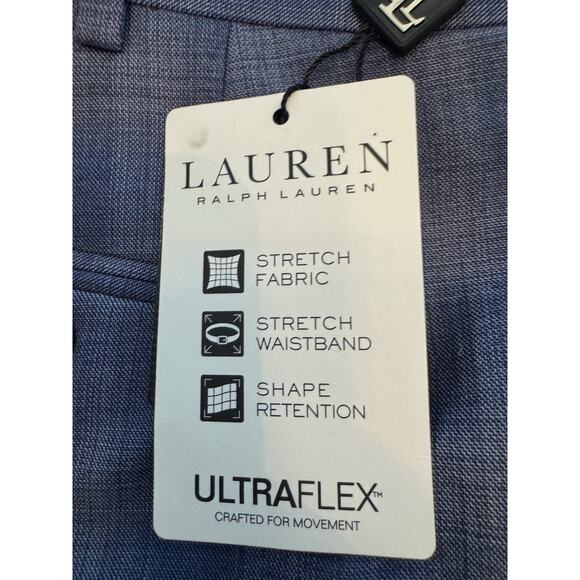 LAUREN
RALPH LAUREN
STRETCH
FABRIC
STRETCH
WAISTBAND
SHAPE
RETENTION
ULTRAFLEX™
CRAFTED FOR MOVEMENT